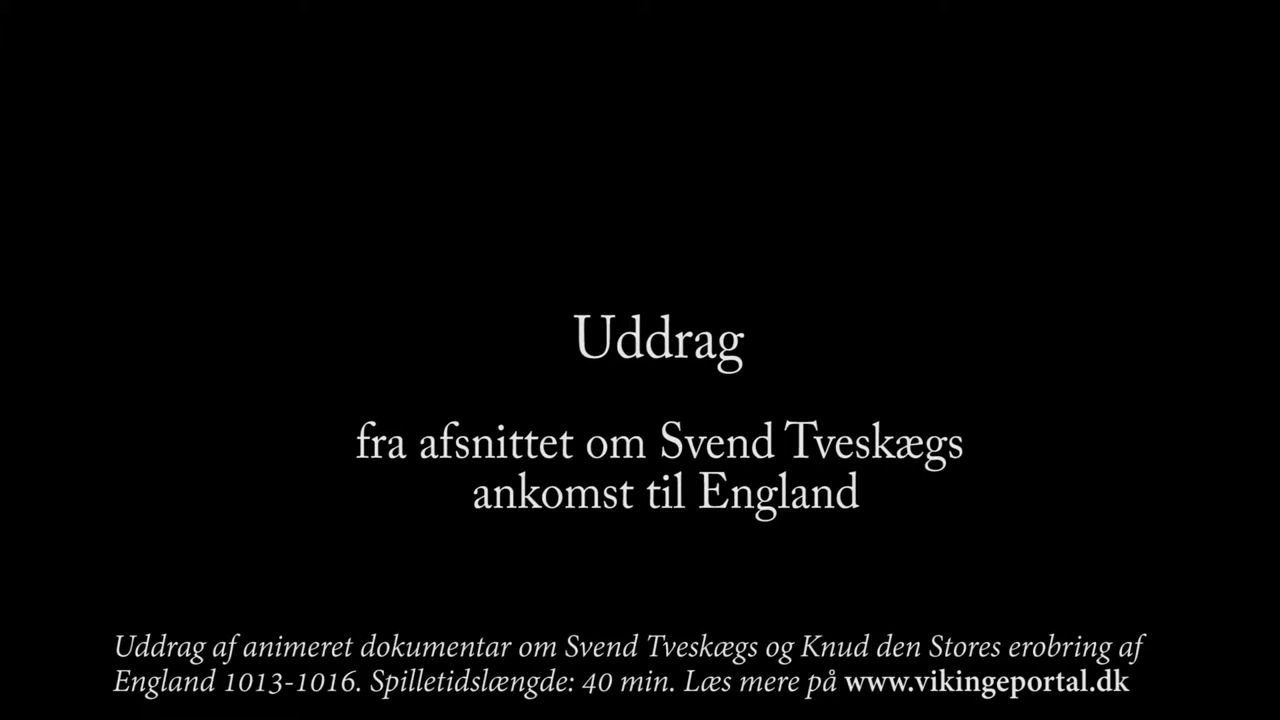 Uddrag
fra afsnittet om Svend Tveskægs
ankomst til England
Uddrag af animeret dokumentar om Svend Tveskægs og Knud den Stores erobring af
England 1013-1016. Spilletidslængde: 40 min. Læs mere på www.vikingeportal.dk